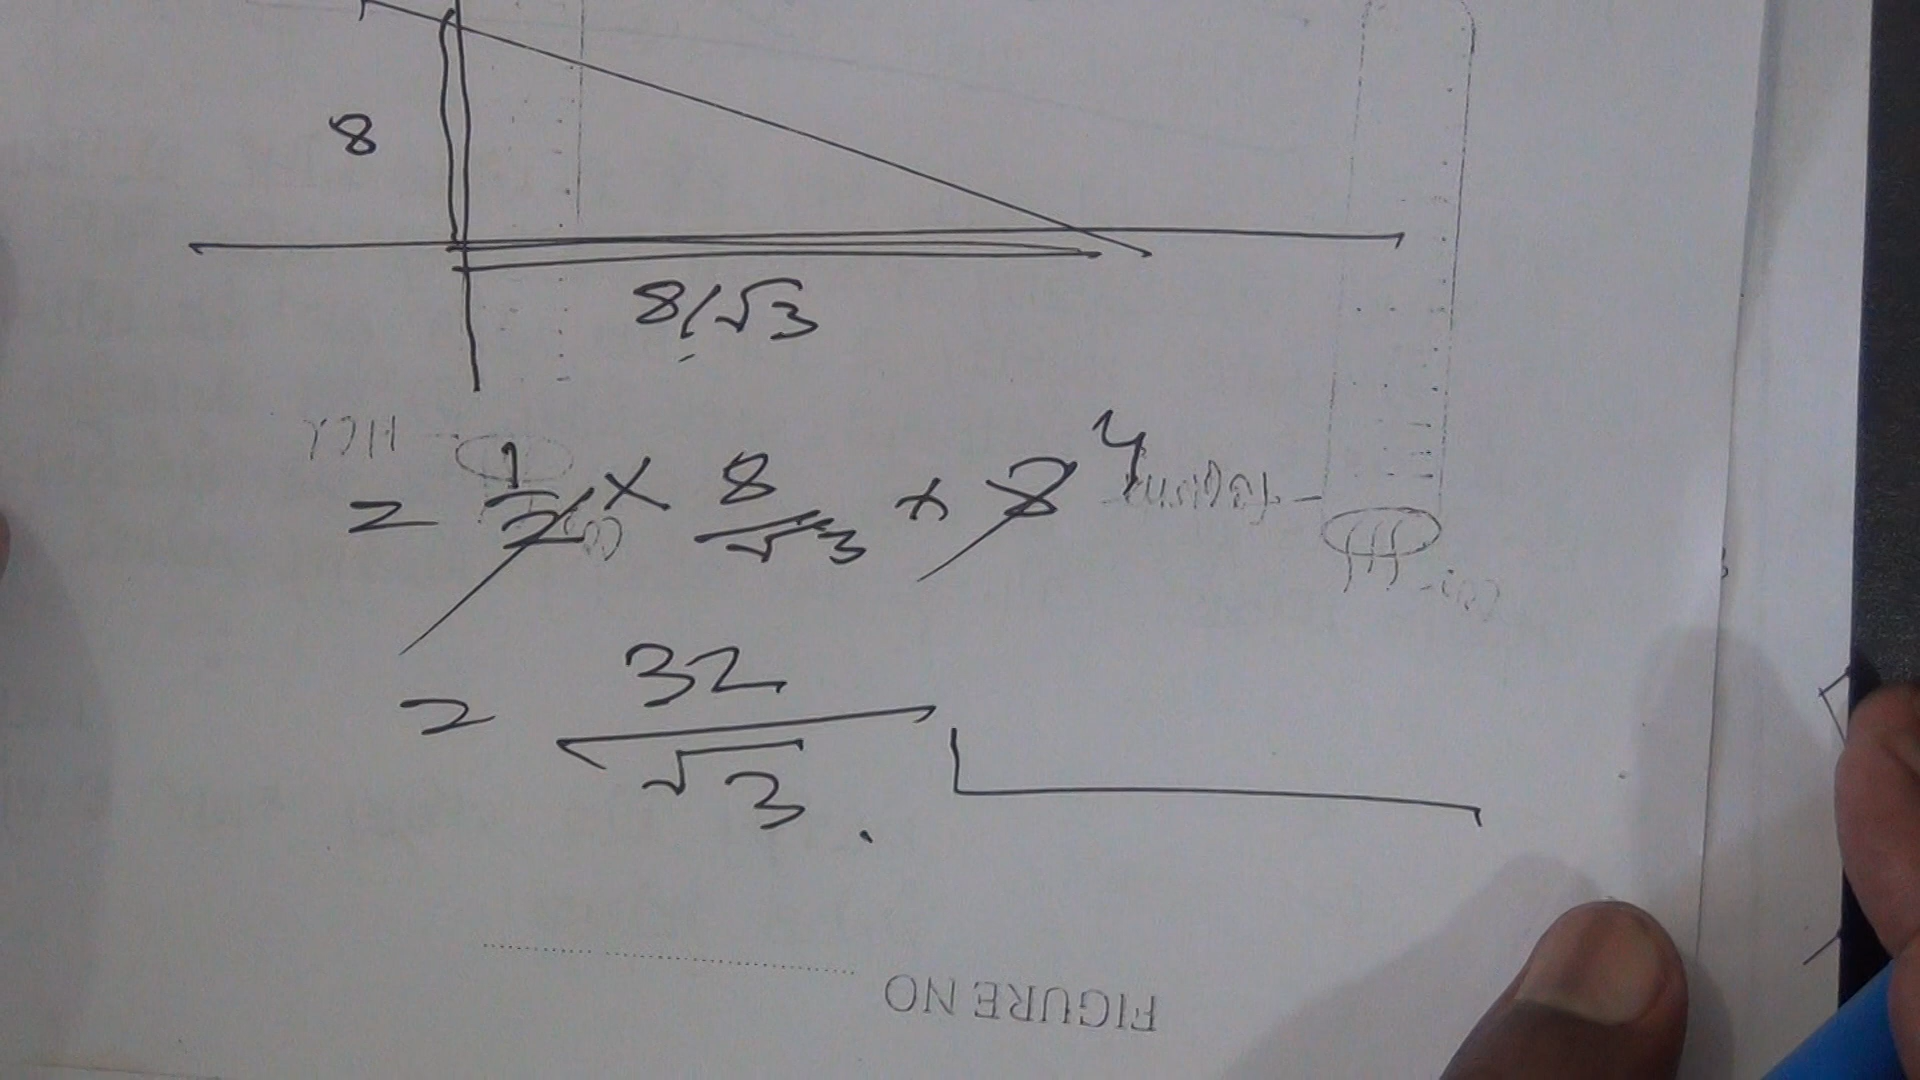 8
8/√3
= 1/2 × 8/√3 × 8 4
= 32/√3.
FIGURE NO